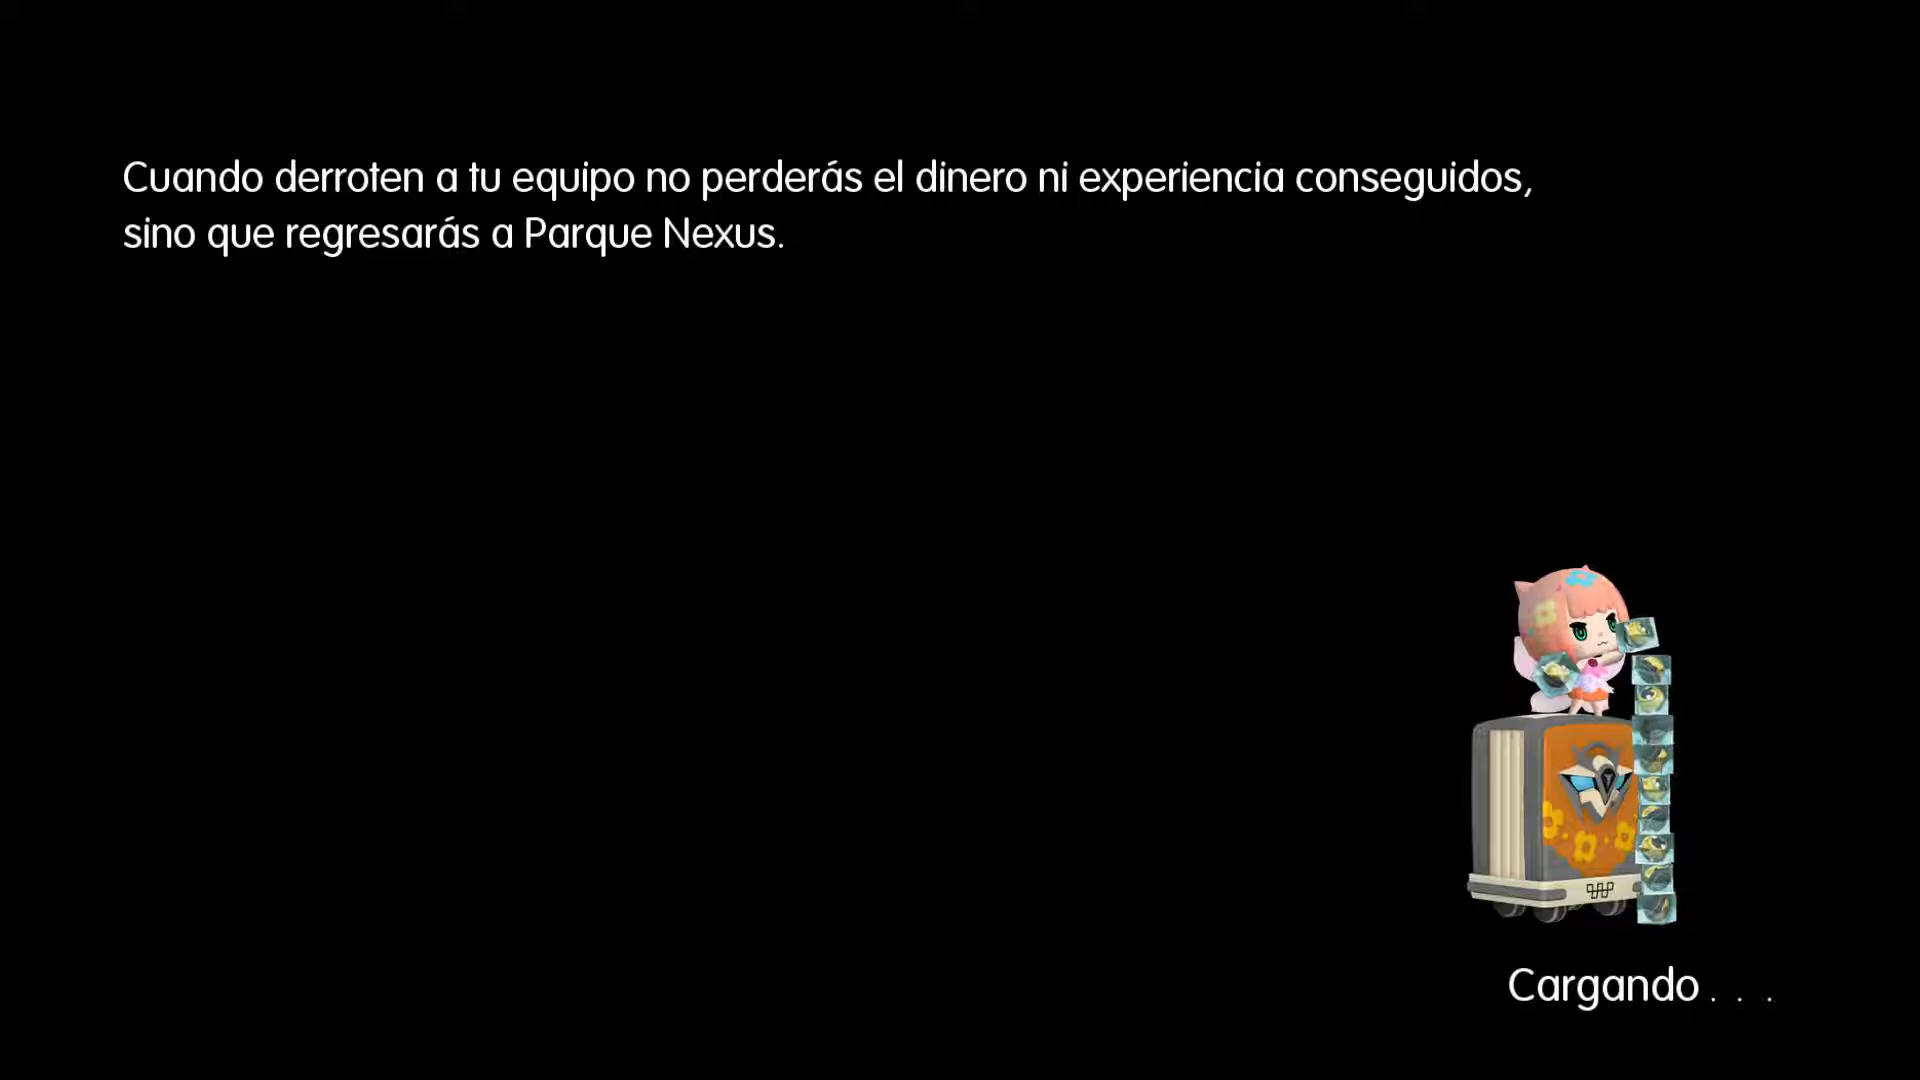 Cuando derroten a tu equipo no perderás el dinero ni experiencia conseguidos,
sino que regresarás a Parque Nexus.
Cargando . . .